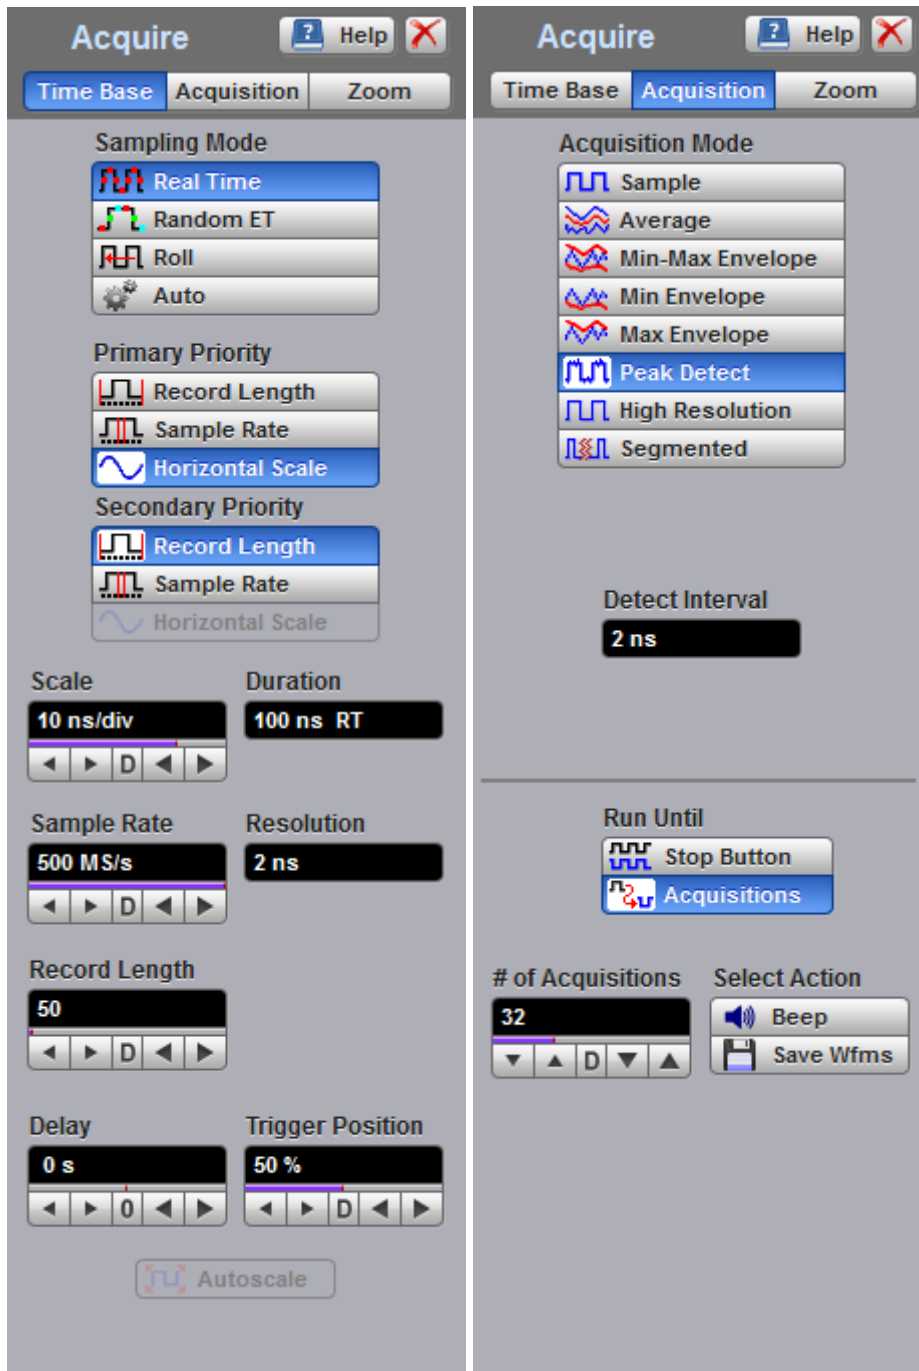 Acquire
? Help
Time Base Acquisition Zoom
Sampling Mode
Real Time
Random ET
Roll
Auto
Primary Priority
Record Length
Sample Rate
Horizontal Scale
Secondary Priority
Record Length
Sample Rate
Horizontal Scale
Scale Duration
10 ns/div 100 ns RT
D
Sample Rate Resolution
500 MS/s 2 ns
D
Record Length
50
D
Delay Trigger Position
0 s 50 %
0 D
Autoscale
Acquire
? Help
Time Base Acquisition Zoom
Acquisition Mode
Sample
Average
Min-Max Envelope
Min Envelope
Max Envelope
Peak Detect
High Resolution
Segmented
Detect Interval
2 ns
Run Until
Stop Button
Acquisitions
# of Acquisitions Select Action
32 Beep
D Save Wfms